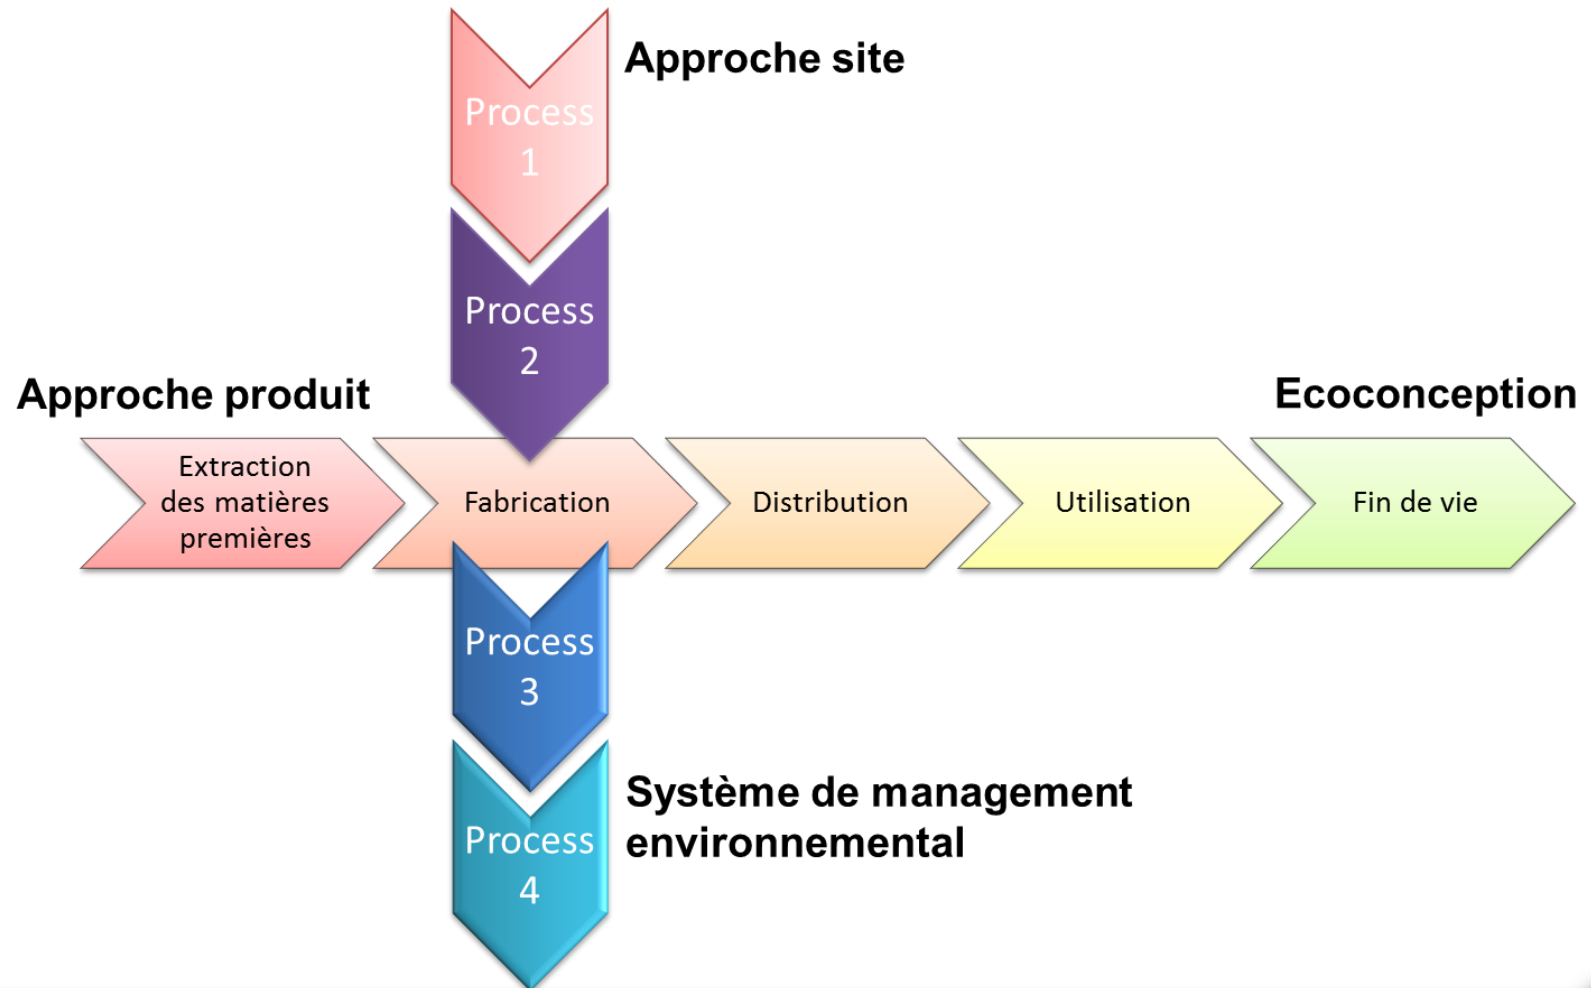 Approche site
Process
1
Process
2
Approche produit
Ecoconception
Extraction
des matières
premières
Fabrication
Distribution
Utilisation
Fin de vie
Process
3
Système de management
environnemental
Process
4